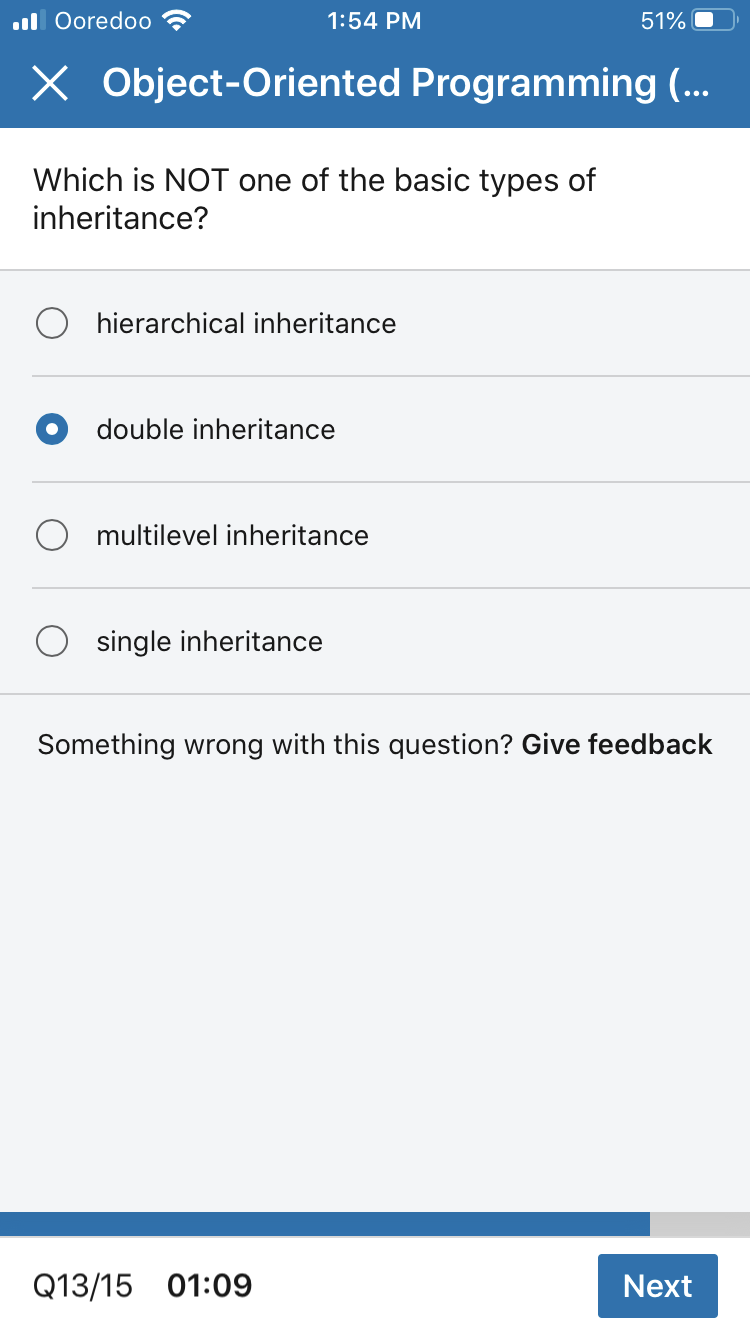 Ooredoo 1:54 PM 51%
Object-Oriented Programming (...
Which is NOT one of the basic types of
inheritance?
hierarchical inheritance
double inheritance
multilevel inheritance
single inheritance
Something wrong with this question? Give feedback
Q13/15 01:09 Next